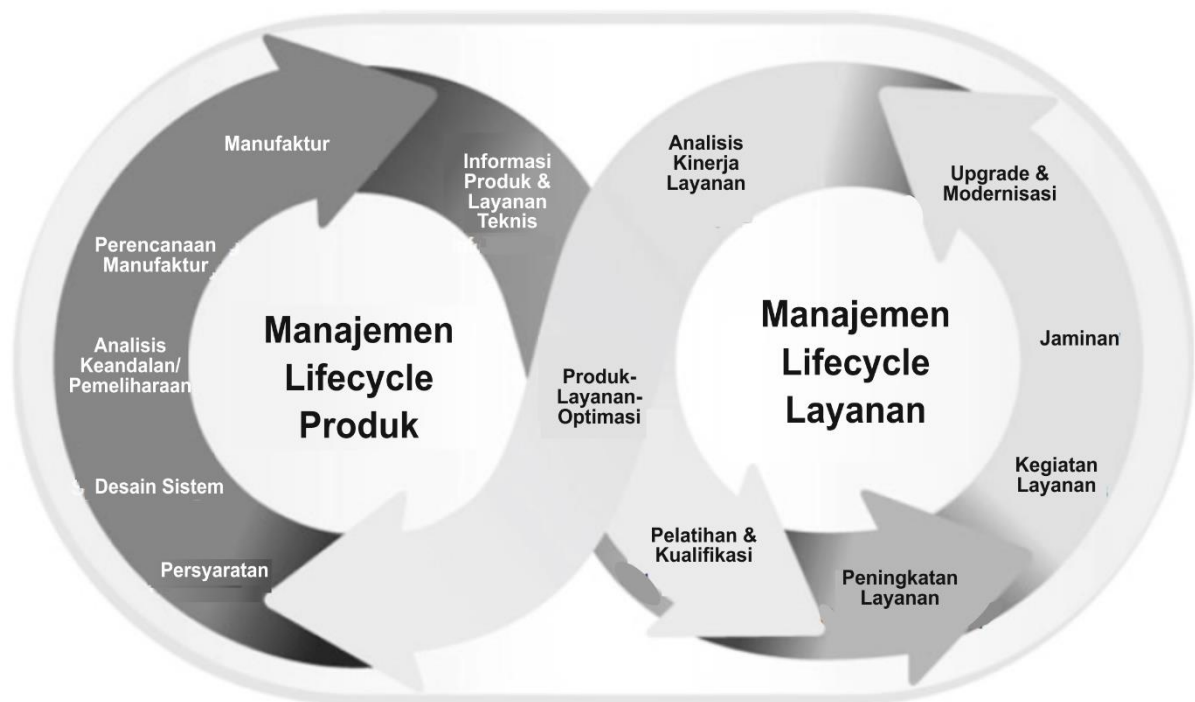 Manufaktur
Informasi
Produk &
Layanan
Teknis
Perencanaan
Manufaktur
Analisis
Keandalan/
Pemeliharaan
Desain Sistem
Persyaratan
Manajemen
Lifecycle
Produk
Produk-
Layanan-
Optimasi
Analisis
Kinerja
Layanan
Upgrade &
Modernisasi
Manajemen
Lifecycle
Layanan
Jaminan
Kegiatan
Layanan
Pelatihan &
Kualifikasi
Peningkatan
Layanan